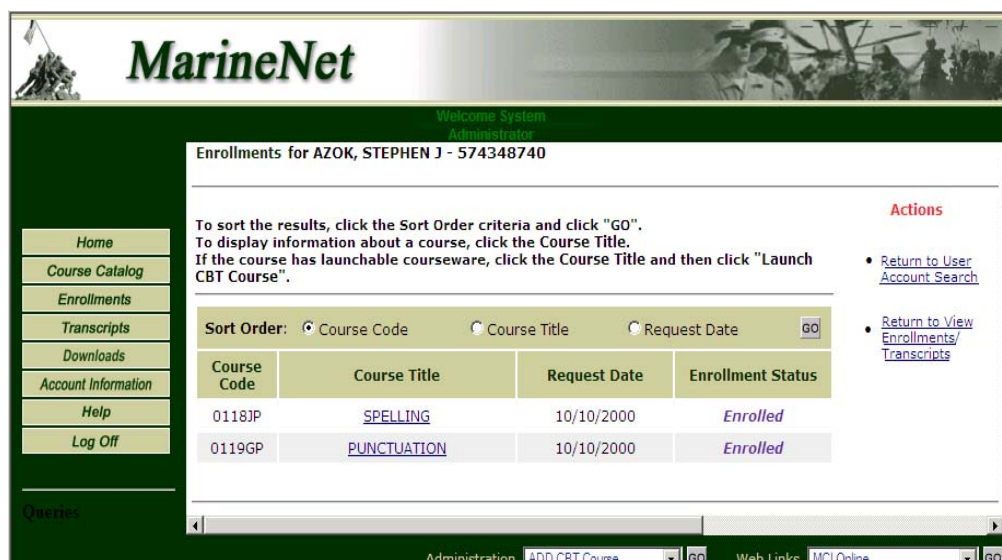 MarineNet
Welcome System
Administrator
Enrollments for AZOK, STEPHEN J - 574348740
Home
Course Catalog
Enrollments
Transcripts
Downloads
Account Information
Help
Log Off
Queries
To sort the results, click the Sort Order criteria and click "GO".
To display information about a course, click the Course Title.
If the course has launchable courseware, click the Course Title and then click "Launch
CBT Course".
Sort Order: Course Code Course Title Request Date GO
Course Code Course Title Request Date Enrollment Status
0118JP SPELLING 10/10/2000 Enrolled
0119GP PUNCTUATION 10/10/2000 Enrolled
Actions
Return to User
Account Search
Return to View
Enrollments/
Transcripts
Administration ADD CBT Course GO Web Links MCI Online GO